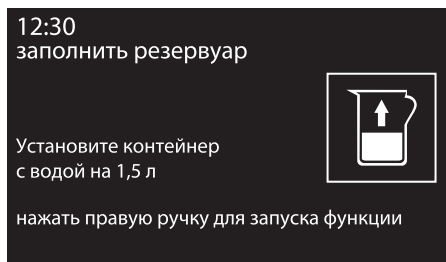 12:30
заполнить резервуар
Установите контейнер
с водой на 1,5 л
нажать правую ручку для запуска функции